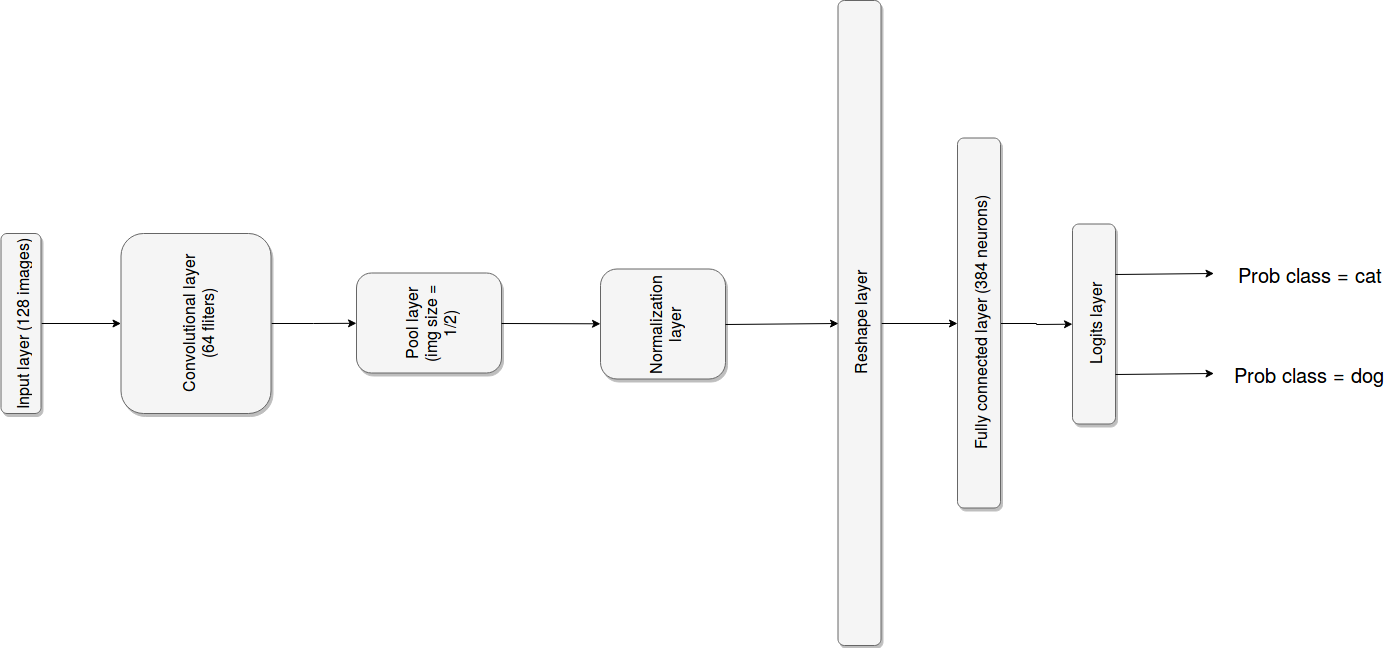 Input layer (128 images)
Convolutional layer
(64 fliters)
Pool layer
(img size =
1/2)
Normalization
layer
Reshape layer
Fully connected layer (384 neurons)
Logits layer
Prob class = cat
Prob class = dog